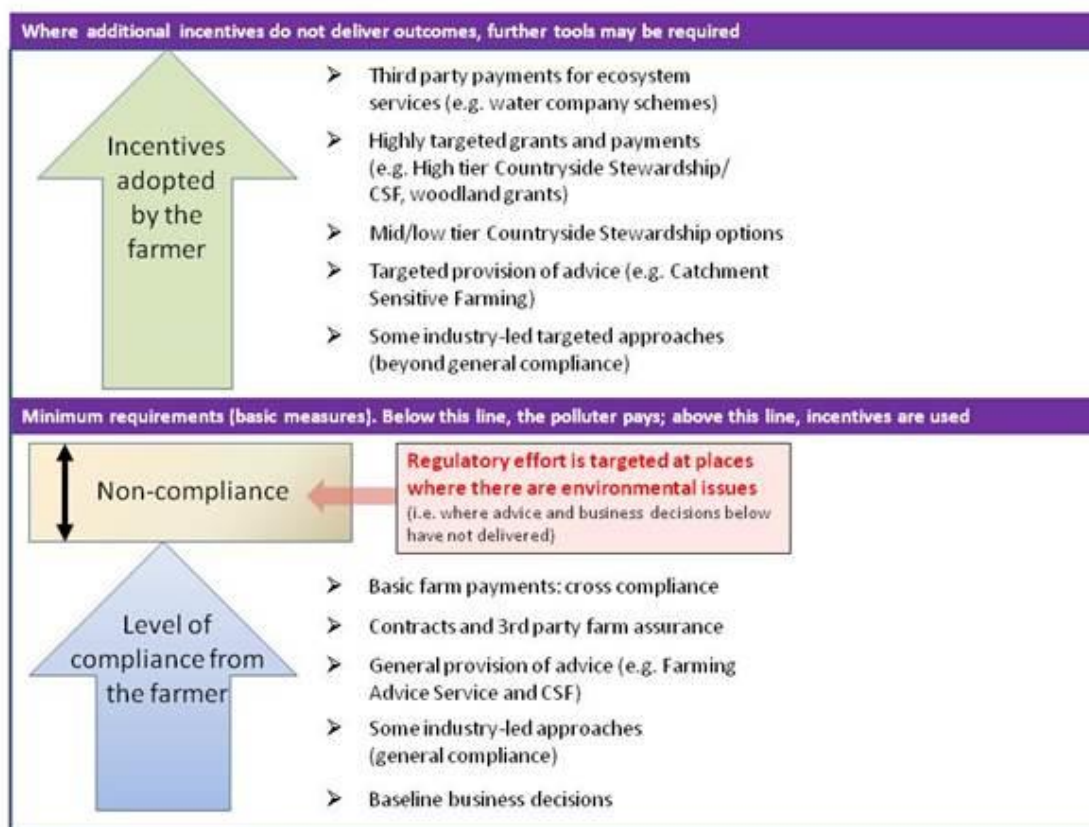 Where additional incentives do not deliver outcomes, further tools may be required
Incentives
adopted
by the
farmer
➢ Third party payments for ecosystem
services (e.g. water company schemes)
➢ Highly targeted grants and payments
(e.g. High tier Countryside Stewardship/
CSF, woodland grants)
➢ Mid/low tier Countryside Stewardship options
➢ Targeted provision of advice (e.g. Catchment
Sensitive Farming)
➢ Some industry-led targeted approaches
(beyond general compliance)
Minimum requirements (basic measures). Below this line, the polluter pays; above this line, incentives are used
Non-compliance
Regulatory effort is targeted at places
where there are environmental issues
(i.e. where advice and business decisions below
have not delivered)
Level of
compliance from
the farmer
➢ Basic farm payments: cross compliance
➢ Contracts and 3rd party farm assurance
➢ General provision of advice (e.g. Farming
Advice Service and CSF)
➢ Some industry-led approaches
(general compliance)
➢ Baseline business decisions